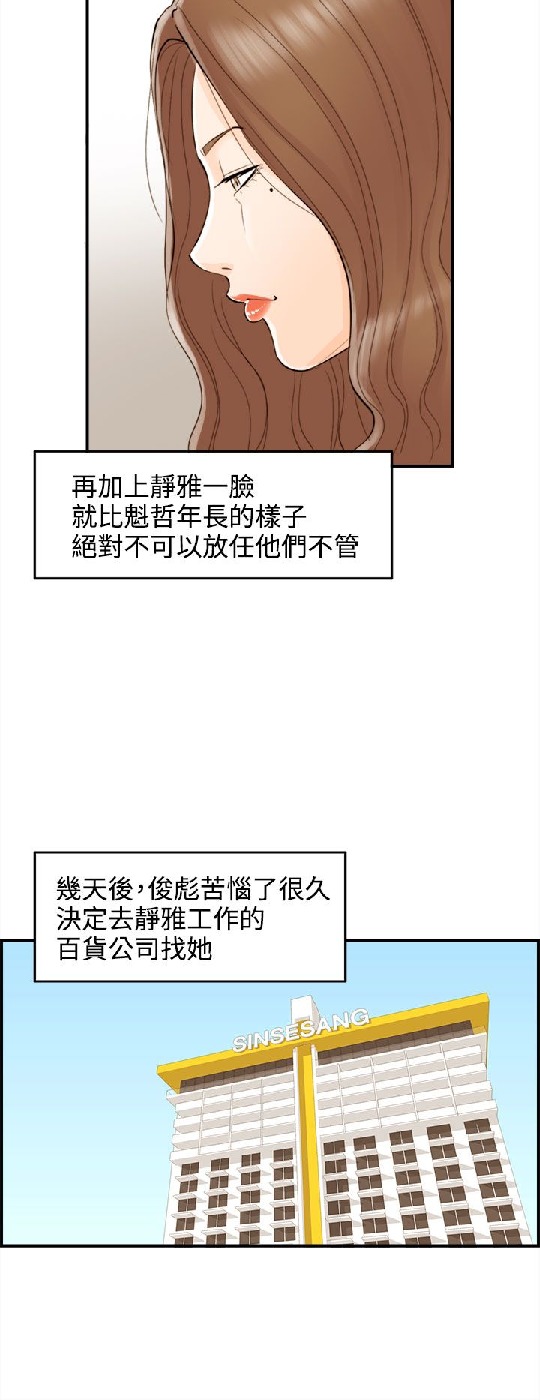 再加上靜雅一臉
就比魁哲年長的樣子
絕對不可以放任他們不管
幾天後，俊彪苦惱了很久
決定去靜雅工作的
百貨公司找她
SINSESANG